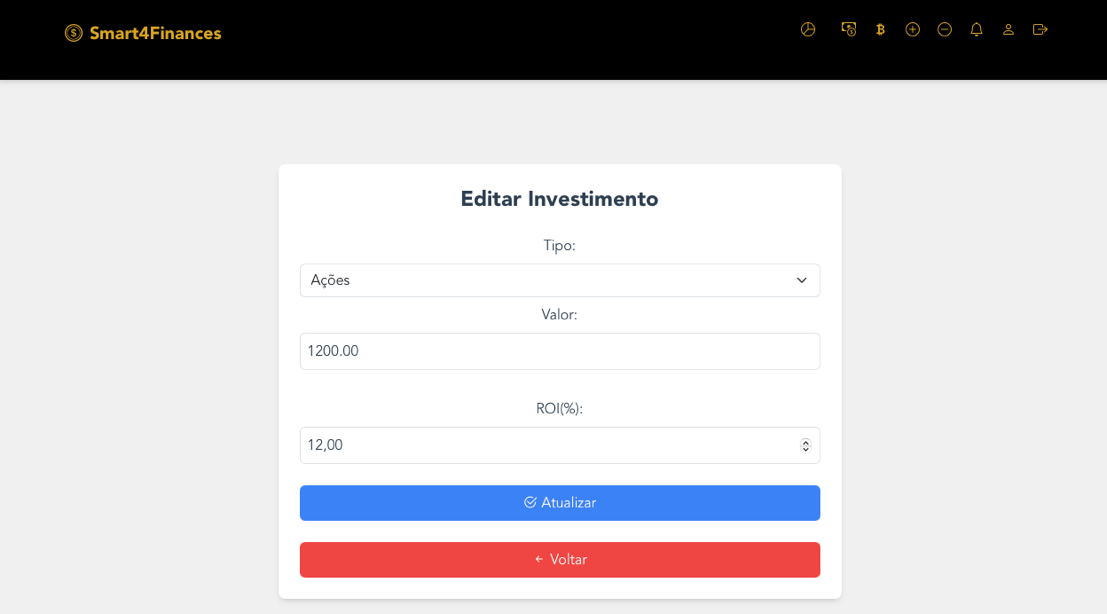 Smart4Finances
Editar Investimento
Tipo:
Ações
Valor:
1200.00
ROI(%):
12,00
Atualizar
Voltar